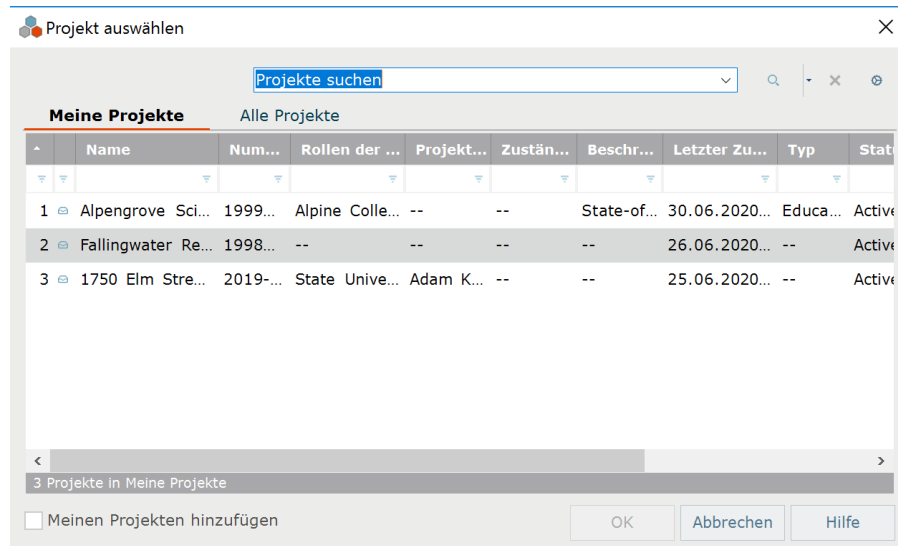 Projekt auswählen
Projekte suchen
Meine Projekte Alle Projekte
Name Num... Rollen der ... Projekt... Zustän... Beschr... Letzter Zu... Typ Stat
1 Alpengrove Sci... 1999... Alpine Colle... -- -- State-of... 30.06.2020... Educa... Active
2 Fallingwater Re... 1998... -- -- -- -- 26.06.2020... -- Active
3 1750 Elm Stre... 2019-... State Unive... Adam K... -- -- 25.06.2020... -- Active
3 Projekte in Meine Projekte
Meinen Projekten hinzufügen OK Abbrechen Hilfe